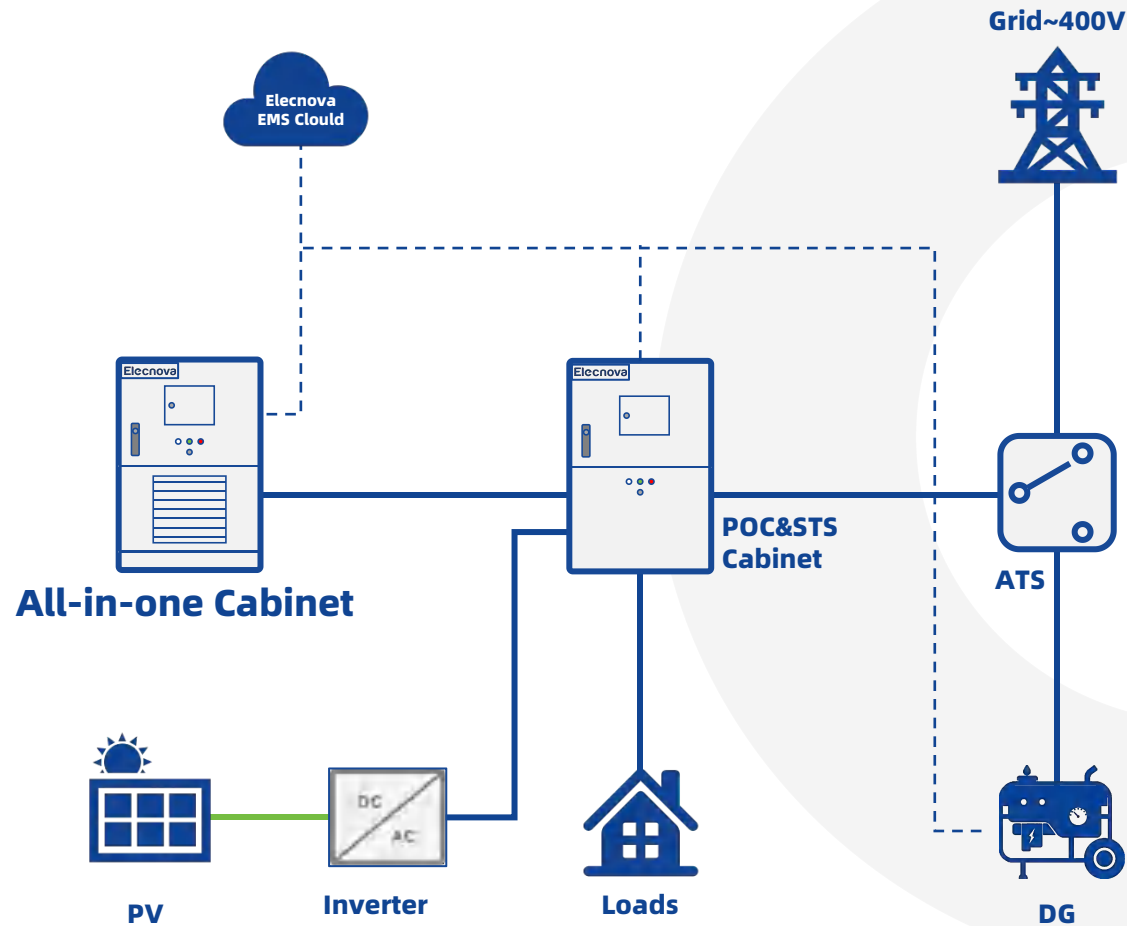 Grid~400V
Elecnova
EMS Clould
Elecnova
Elecnova
POC&STS
Cabinet
ATS
All-in-one Cabinet
DC
AC
PV
Inverter
Loads
DG